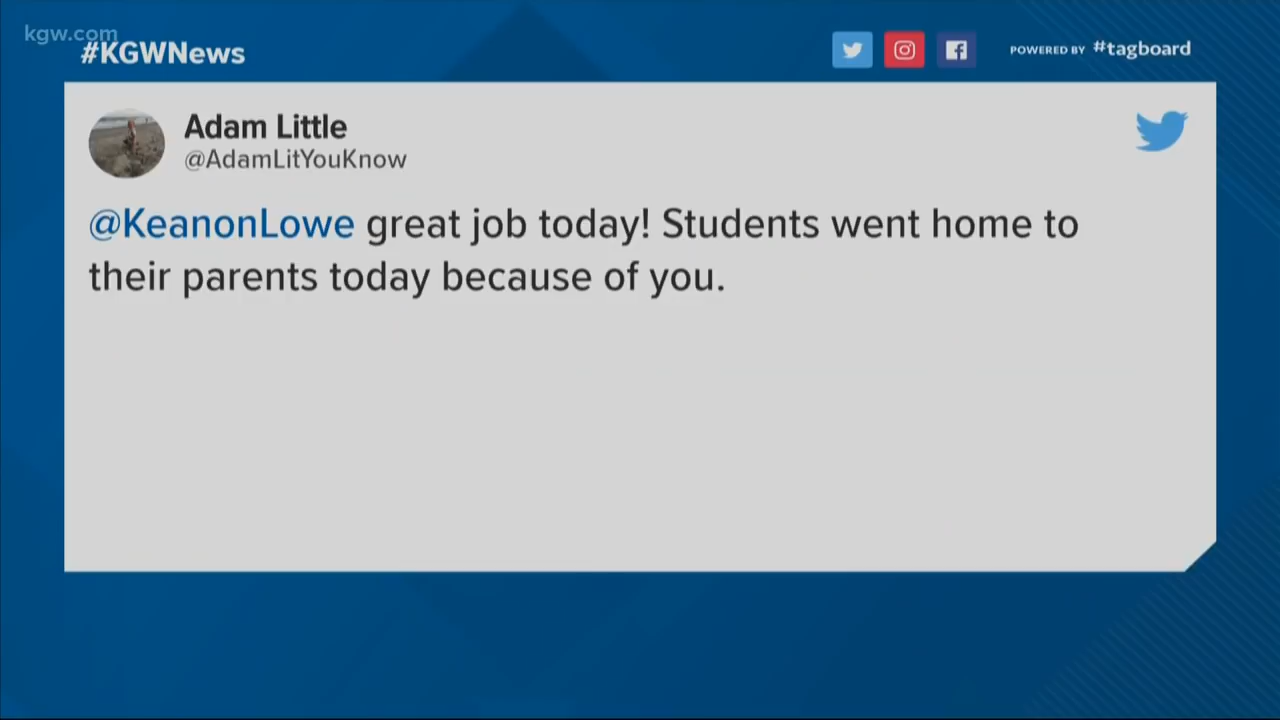 kgw.com
#KGWNews
POWERED BY #tagboard
Adam Little
@AdamLitYouKnow
@KeanonLowe great job today! Students went home to
their parents today because of you.